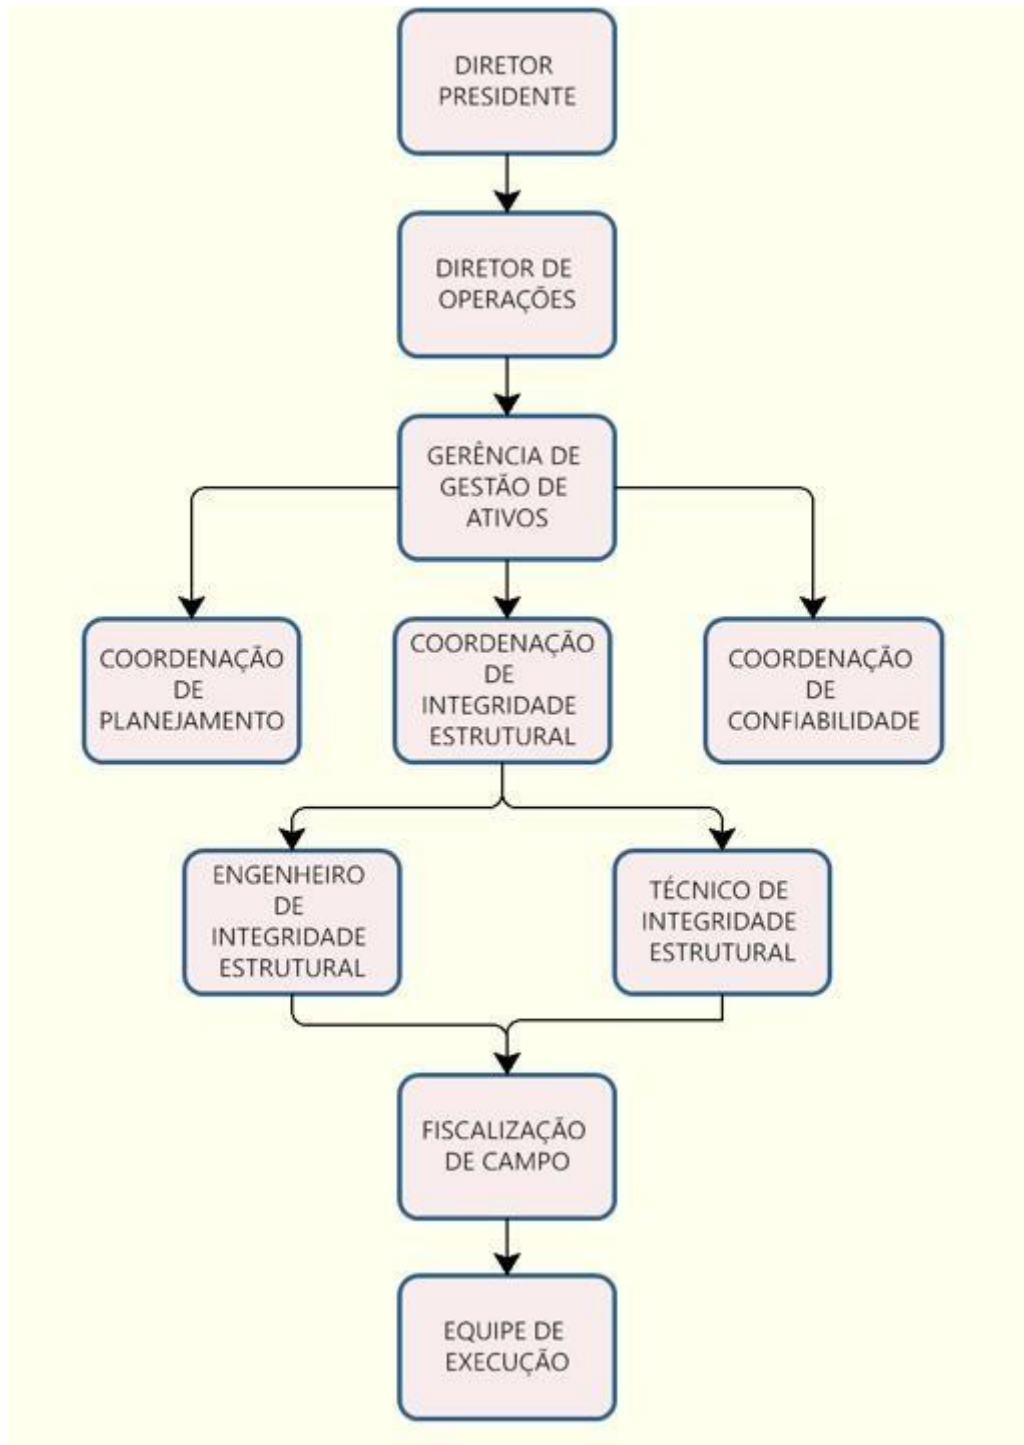 DIRETOR
PRESIDENTE
DIRETOR DE
OPERAÇÕES
GERÊNCIA DE
GESTÃO DE
ATIVOS
COORDENAÇÃO
DE
PLANEJAMENTO
COORDENAÇÃO
DE
INTEGRIDADE
ESTRUTURAL
COORDENAÇÃO
DE
CONFIABILIDADE
ENGENHEIRO
DE
INTEGRIDADE
ESTRUTURAL
TÉCNICO DE
INTEGRIDADE
ESTRUTURAL
FISCALIZAÇÃO
DE CAMPO
EQUIPE DE
EXECUÇÃO